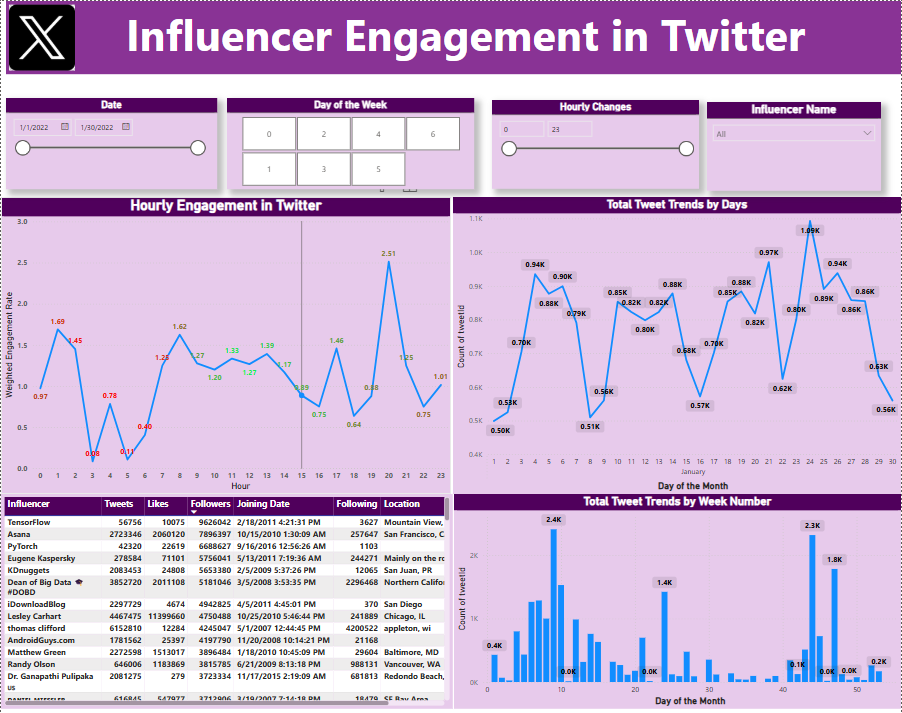 X
Influencer Engagement in Twitter
Date
1/1/2022 1/30/2022
Day of the Week
0 2 4 6
1 3 5
Hourly Changes
0 23
Influencer Name
All
Hourly Engagement in Twitter
Weighted Engagement Rate
3.0
2.5
2.0
1.5
1.0
0.5
0.0
0.97 1.69 1.45 0.08 0.78 0.11 0.40 1.25 1.62 1.27 1.20 1.33 1.27 1.39 1.17 0.89 0.75 1.46 0.64 0.88 2.51 1.25 0.75 1.01
0 1 2 3 4 5 6 7 8 9 10 11 12 13 14 15 16 17 18 19 20 21 22 23
Hour
Total Tweet Trends by Days
Count of tweetId
1.1K
1.0K
0.9K
0.8K
0.7K
0.6K
0.5K
0.4K
0.50K 0.53K 0.70K 0.94K 0.88K 0.90K 0.79K 0.51K 0.56K 0.85K 0.82K 0.80K 0.82K 0.88K 0.68K 0.57K 0.70K 0.85K 0.88K 0.82K 0.97K 0.62K 0.80K 1.09K 0.89K 0.94K 0.86K 0.86K 0.63K 0.56K
1 2 3 4 5 6 7 8 9 10 11 12 13 14 15 16 17 18 19 20 21 22 23 24 25 26 27 28 29 30
January
Day of the Month
Influencer Tweets Likes Followers Joining Date Following Location
TensorFlow 56756 10075 9626042 2/18/2011 4:21:31 PM 3627 Mountain View,
Asana 2723346 2060120 7896397 10/15/2010 1:30:09 AM 257647 San Francisco, C
PyTorch 42320 22619 6688627 9/16/2016 12:56:26 AM 1103
Eugene Kaspersky 278584 71101 5756041 5/13/2011 7:19:36 AM 244271 Mainly on the ro
KDnuggets 2083453 24808 5653380 2/5/2009 5:37:26 PM 12065 San Juan, PR
Dean of Big Data 🎓 3852720 2011108 5181046 3/5/2008 3:53:35 PM 2296468 Northern Califor
#DOBD
iDownloadBlog 2297729 4674 4942825 4/5/2011 4:45:01 PM 370 San Diego
Lesley Carhart 4467475 11399660 4750488 10/25/2010 5:46:44 PM 241889 Chicago, IL
thomas clifford 6152810 12284 4245047 5/1/2007 12:44:45 PM 4200522 appleton, wi
AndroidGuys.com 1781562 25397 4197790 11/20/2008 10:14:21 PM 21168
Matthew Green 2272598 1513017 3896484 1/18/2010 10:45:09 PM 29604 Baltimore, MD
Randy Olson 646006 1183869 3815785 6/21/2009 8:13:18 PM 988131 Vancouver, WA
Dr. Ganapathi Pulipaka 2081275 279 3723334 11/17/2015 2:19:09 AM 681813 Redondo Beach,
us
616845 547977 3712906 3/19/2007 7:14:18 PM 18479 SF Bay Area
Total Tweet Trends by Week Number
Count of tweetId
2K
1K
0K
0.4K 2.4K 0.0K 0.0K 1.4K 0.1K 2.3K 0.0K 1.8K 0.0K 0.2K
0 10 20 30 40 50
Day of the Month